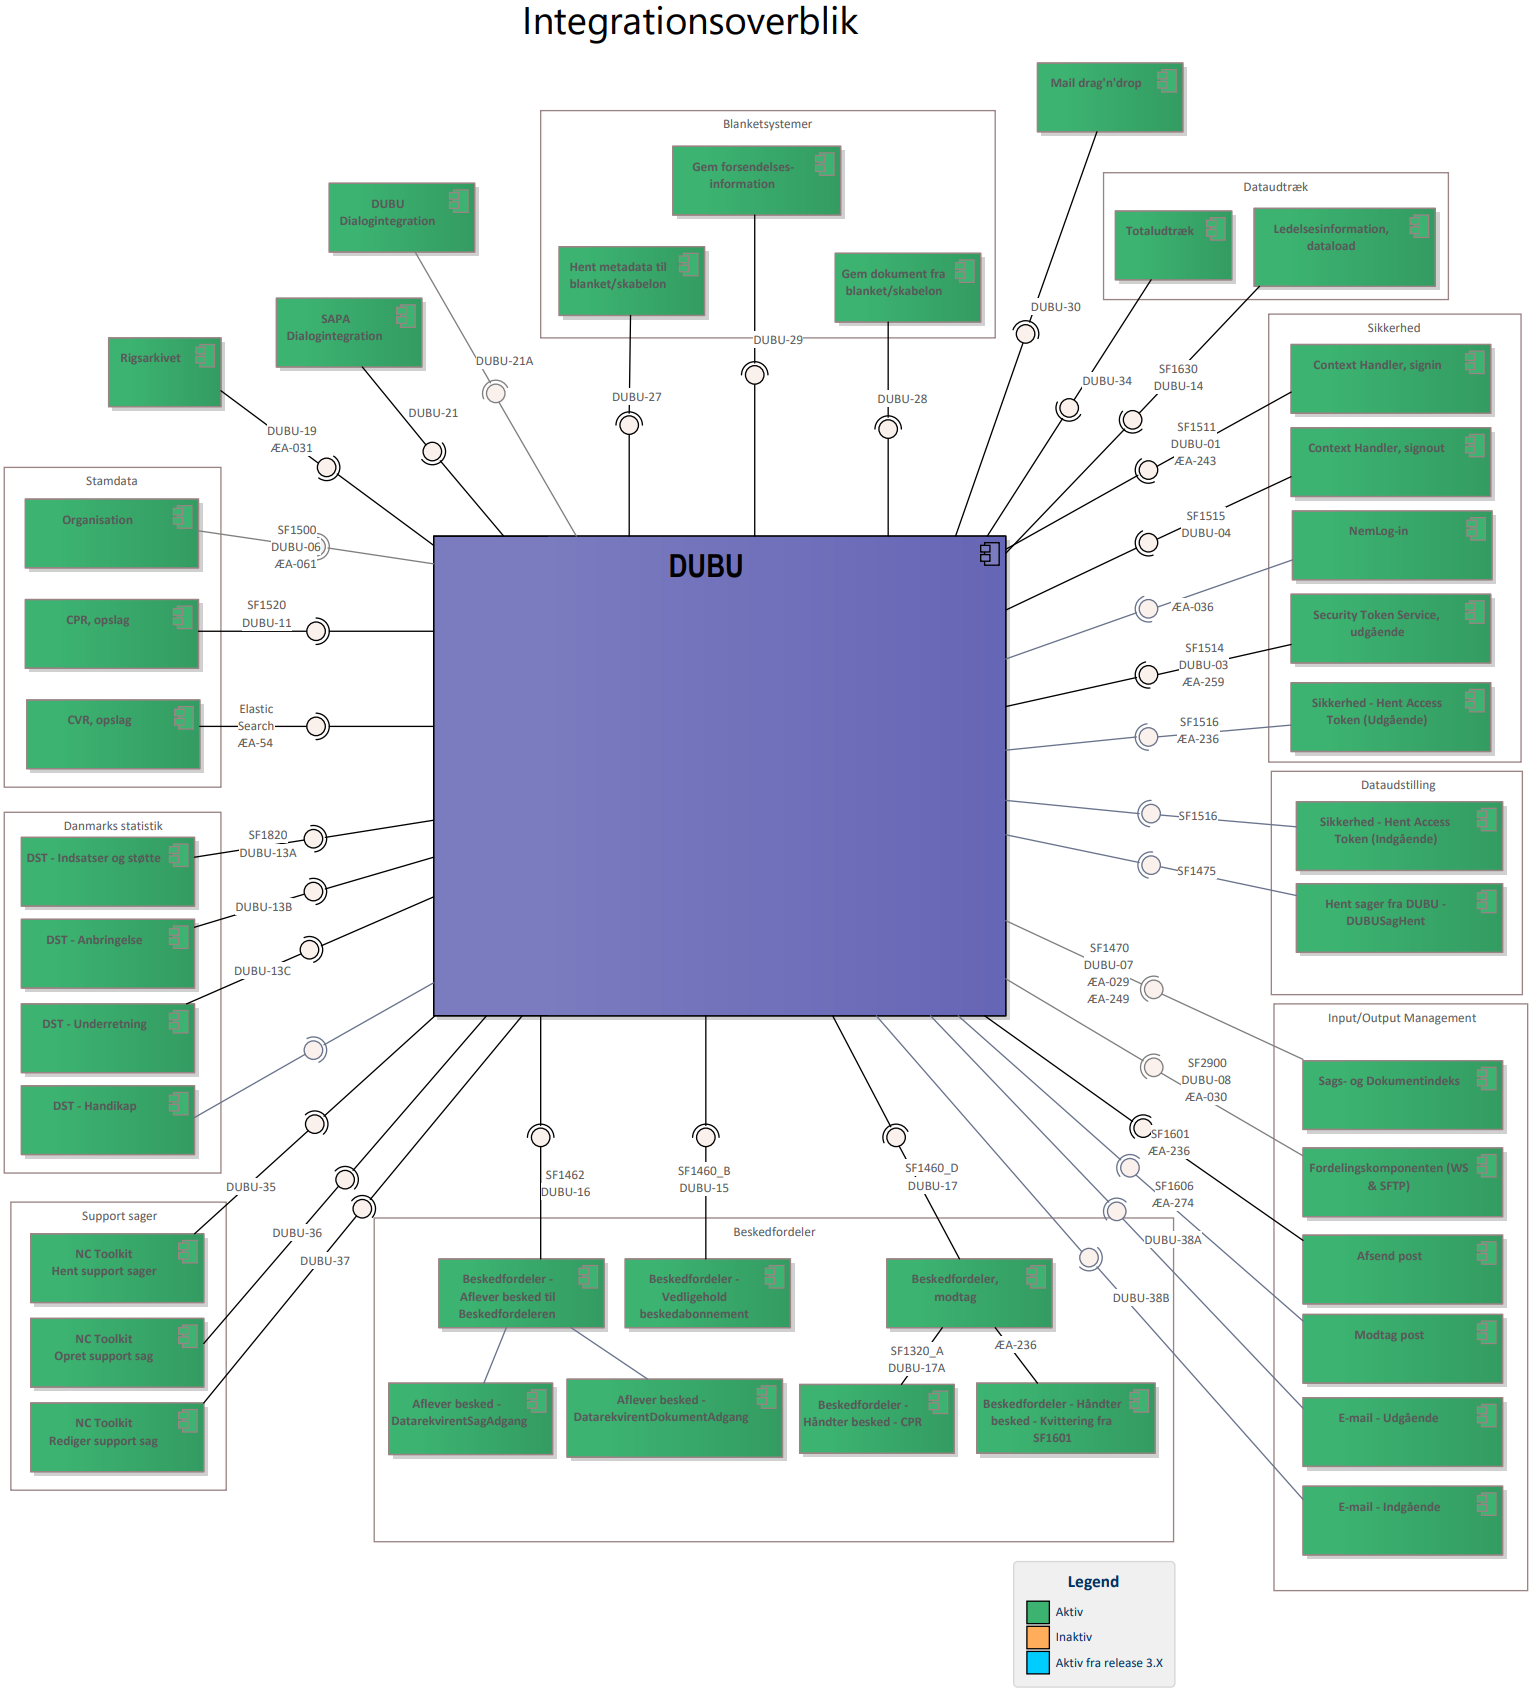 Integrationsoverblik
Mail drag'n'drop
Blanketsystemer
Gem forsendelses-
information
Hent metadata til
blanket/skabelon
Gem dokument fra
blanket/skabelon
DUBU
Dialogintegration
SAPA
Dialogintegration
Rigsarkivet
Dataudtræk
Totaludtræk
Ledelsesinformation,
dataload
DUBU-19
ÆA-031
DUBU-21
DUBU-21A
DUBU-27
DUBU-29
DUBU-28
DUBU-30
DUBU-34
SF1630
DUBU-14
SF1511
DUBU-01
ÆA-243
SF1515
DUBU-04
ÆA-036
SF1514
DUBU-03
ÆA-259
SF1516
ÆA-236
Sikkerhed
Context Handler, signin
Context Handler, signout
NemLog-in
Security Token Service,
udgående
Sikkerhed - Hent Access
Token (Udgående)
Stamdata
Organisation
SF1500
DUBU-06
ÆA-061
CPR, opslag
SF1520
DUBU-11
CVR, opslag
Elastic
Search
ÆA-54
DUBU
Dataudstilling
Sikkerhed - Hent Access
Token (Indgående)
SF1516
Hent sager fra DUBU -
DUBUSagHent
SF1475
Danmarks statistik
DST - Indsatser og støtte
SF1820
DUBU-13A
DST - Anbringelse
DUBU-13B
DST - Underretning
DUBU-13C
DST - Handikap
Input/Output Management
Sags- og Dokumentindeks
SF1470
DUBU-07
ÆA-029
ÆA-249
Fordelingskomponenten (WS
& SFTP)
SF2900
DUBU-08
ÆA-030
Afsend post
SF1601
ÆA-236
Modtag post
SF1606
ÆA-274
E-mail - Udgående
DUBU-38A
E-mail - Indgående
DUBU-38B
Support sager
NC Toolkit
Hent support sager
DUBU-35
NC Toolkit
Opret support sag
DUBU-36
NC Toolkit
Rediger support sag
DUBU-37
SF1462
DUBU-16
SF1460_B
DUBU-15
SF1460_D
DUBU-17
Beskedfordeler
Beskedfordeler -
Aflever besked til
Beskedfordeleren
Beskedfordeler -
Vedligehold
beskedabonnement
Beskedfordeler,
modtag
SF1320_A
DUBU-17A
ÆA-236
Aflever besked -
DatarekvirentSagAdgang
Aflever besked -
DatarekvirentDokumentAdgang
Beskedfordeler -
Håndter besked - CPR
Beskedfordeler - Håndter
besked - Kvittering fra
SF1601
Legend
Aktiv
Inaktiv
Aktiv fra release 3.X